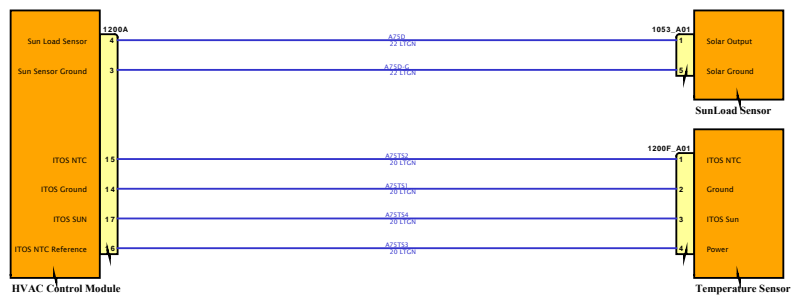 1200A
1053_A01
Sun Load Sensor 4 A75D 1 Solar Output
22 LTGN
Sun Sensor Ground 3 A75D-G 5 Solar Ground
22 LTGN
SunLoad Sensor
1200F_A01
ITOS NTC 15 A75TS2 1 ITOS NTC
20 LTGN
ITOS Ground 14 A75TS1 2 Ground
20 LTGN
ITOS SUN 17 A75TS4 3 ITOS Sun
20 LTGN
ITOS NTC Reference 6 A75TS3 4 Power
20 LTGN
HVAC Control Module
Temperature Sensor